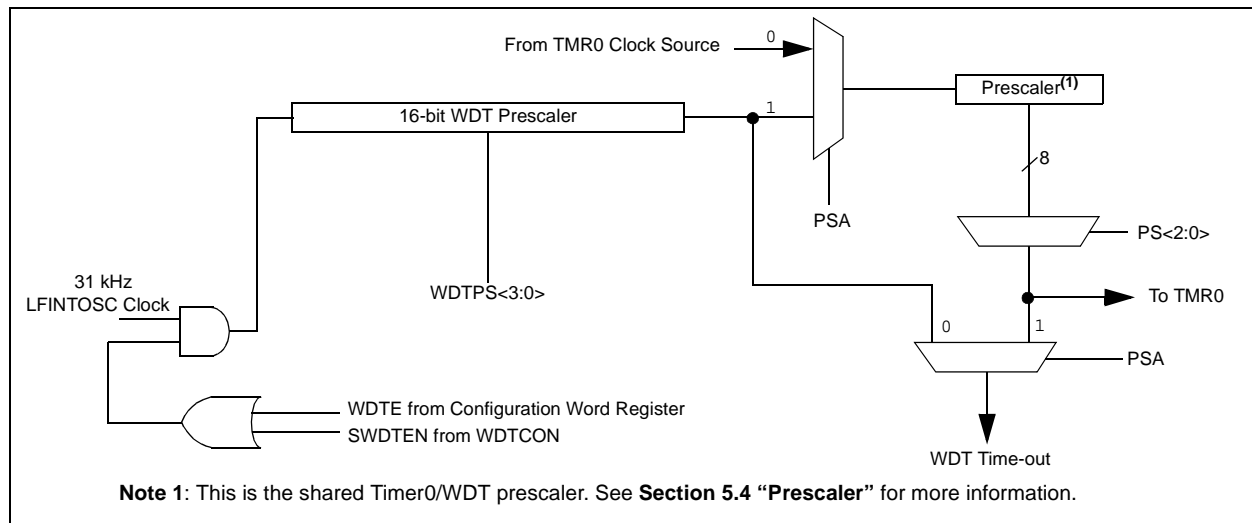 From TMR0 Clock Source
0
Prescaler(1)
16-bit WDT Prescaler
1
8
PSA
PS<2:0>
31 kHz
LFINTOSC Clock
WDTPS<3:0>
To TMR0
0
1
PSA
WDTE from Configuration Word Register
SWDTEN from WDTCON
WDT Time-out
Note 1: This is the shared Timer0/WDT prescaler. See Section 5.4 “Prescaler” for more information.